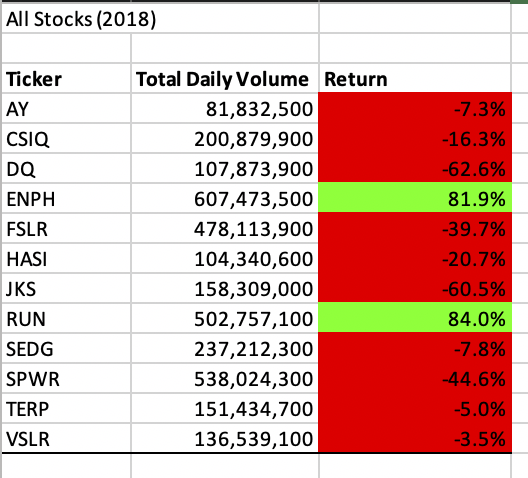 All Stocks (2018)
Ticker Total Daily Volume Return
AY 81,832,500 -7.3%
CSIQ 200,879,900 -16.3%
DQ 107,873,900 -62.6%
ENPH 607,473,500 81.9%
FSLR 478,113,900 -39.7%
HASI 104,340,600 -20.7%
JKS 158,309,000 -60.5%
RUN 502,757,100 84.0%
SEDG 237,212,300 -7.8%
SPWR 538,024,300 -44.6%
TERP 151,434,700 -5.0%
VSLR 136,539,100 -3.5%